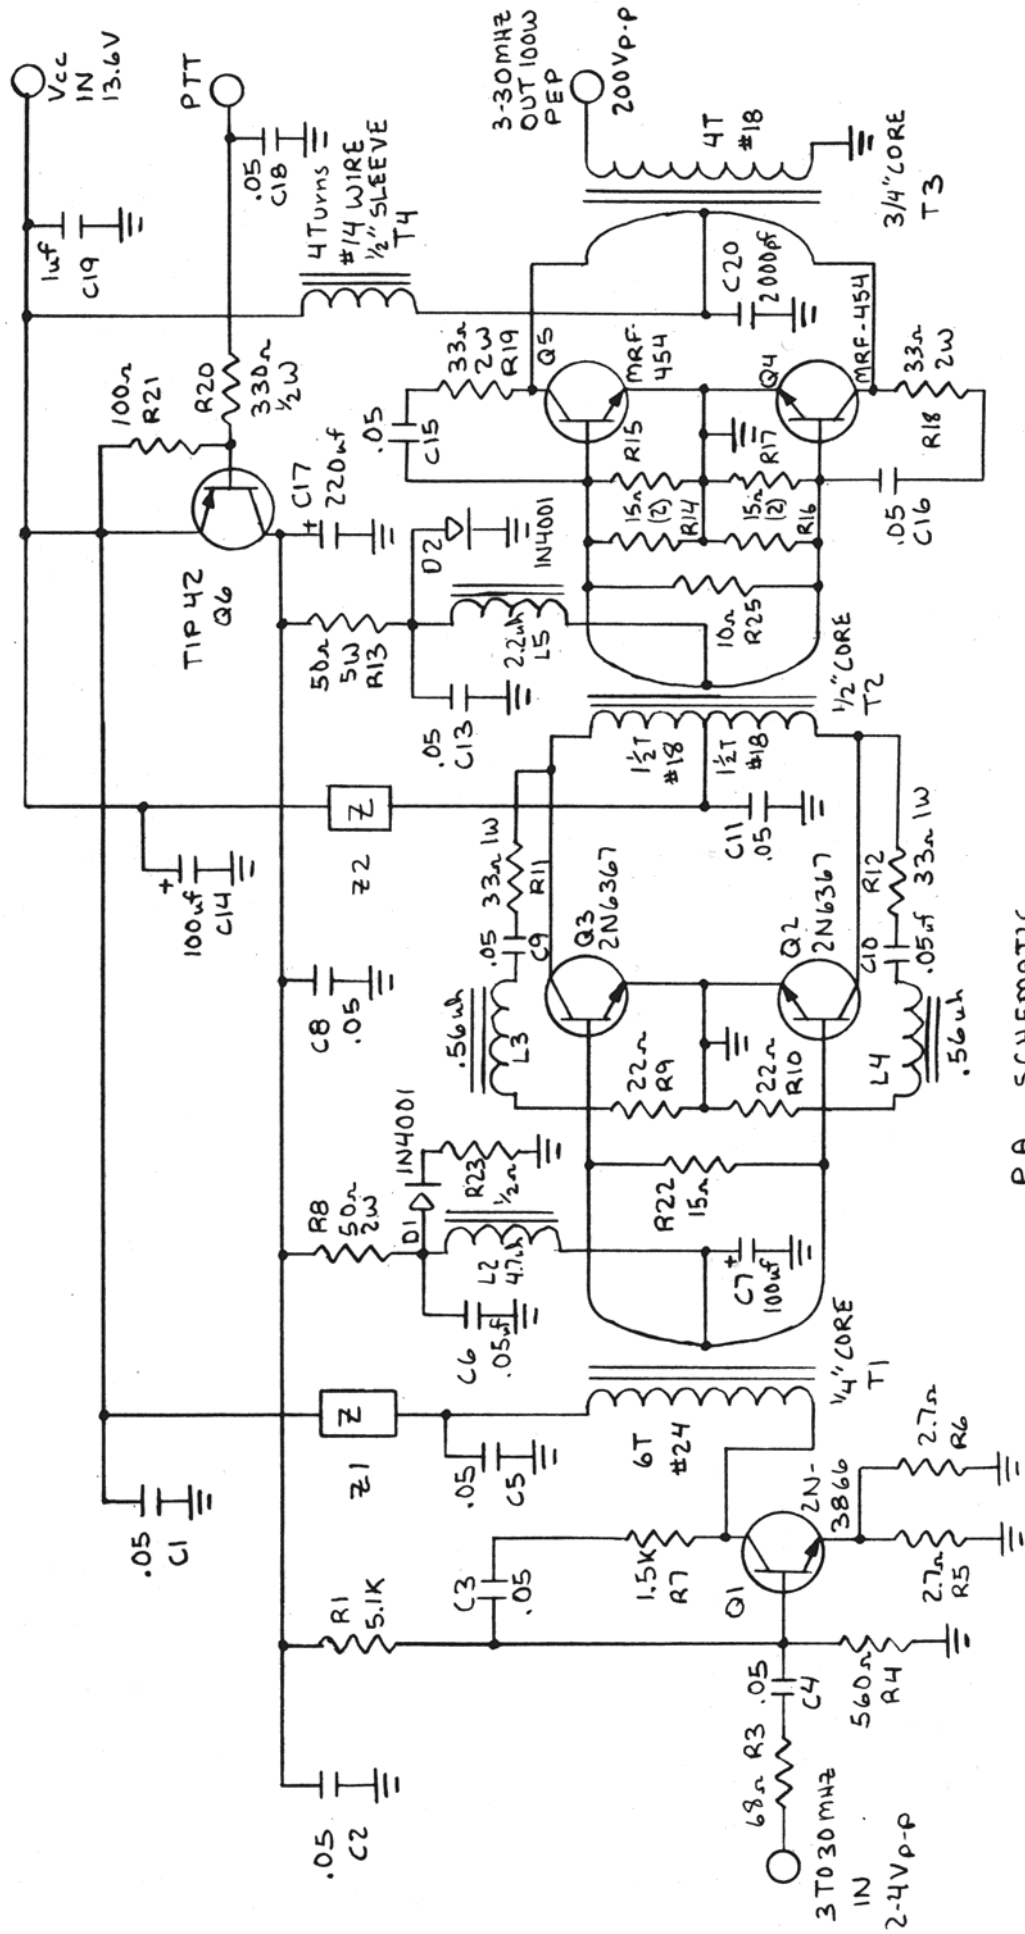 3 TO 30 MHZ
IN
2-4V P-P
68Ω R3
.05
C4
560Ω
R4
.05
C2
R1
5.1K
C3
.05
1.5K
R7
Q1
2N-
3866
2.7Ω
R5
2.7Ω
R6
.05
C1
Z
Z1
.05
C5
6T
#24
1/4" CORE
T1
R8
50Ω
2W
D1
1N4001
R23
1/2Ω
L2
4.7uh
C6
.05uf
C7
+
100uf
R22
15Ω
22Ω
R9
22Ω
R10
.56uh
L3
L4
.56uh
C8
.05
.05
C9
33Ω 1W
R11
Q3
2N6367
Q2
2N6367
C10
.05uf
R12
33Ω 1W
+
100uf
C14
Z
Z2
C11
.05
1½T
#18
1½T
#18
1/2" CORE
T2
TIP 42
Q6
+
C17
220uf
50Ω
5W
R13
.05
C13
D2
1N4001
2.2uh
L5
10Ω
R25
15Ω
(2)
R14
R15
15Ω
(2)
R16
R17
.05
C15
33Ω
2W
R19
Q5
MRF-
454
Q4
MRF-454
33Ω
2W
R18
.05
C16
100Ω
R21
R20
330Ω
½W
1uf
C19
Vcc
IN
13.6V
PTT
.05
C18
4 Turns
#14 WIRE
½" SLEEVE
T4
C20
2000pf
3-30MHZ
OUT 100W
PEP
200V P-P
4T
#18
3/4" CORE
T3